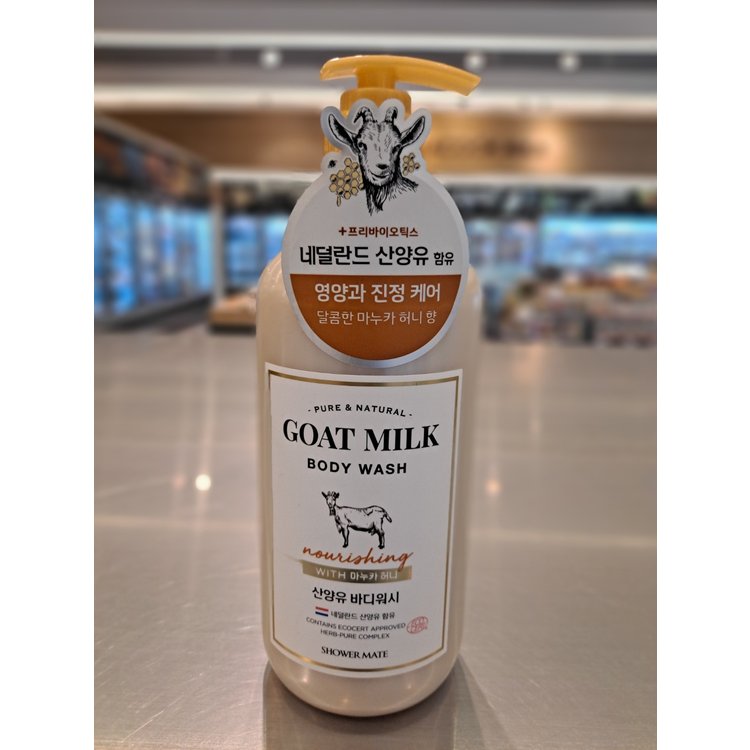 +프리바이오틱스
네덜란드 산양유 함유
영양과 진정 케어
달콤한 마누카 허니 향
- PURE & NATURAL -
GOAT MILK
BODY WASH
nourishing
WITH 마누카 허니
산양유 바디워시
네덜란드 산양유 함유
CONTAINS ECOCERT APPROVED
HERB-PURE COMPLEX
SHOWER MATE